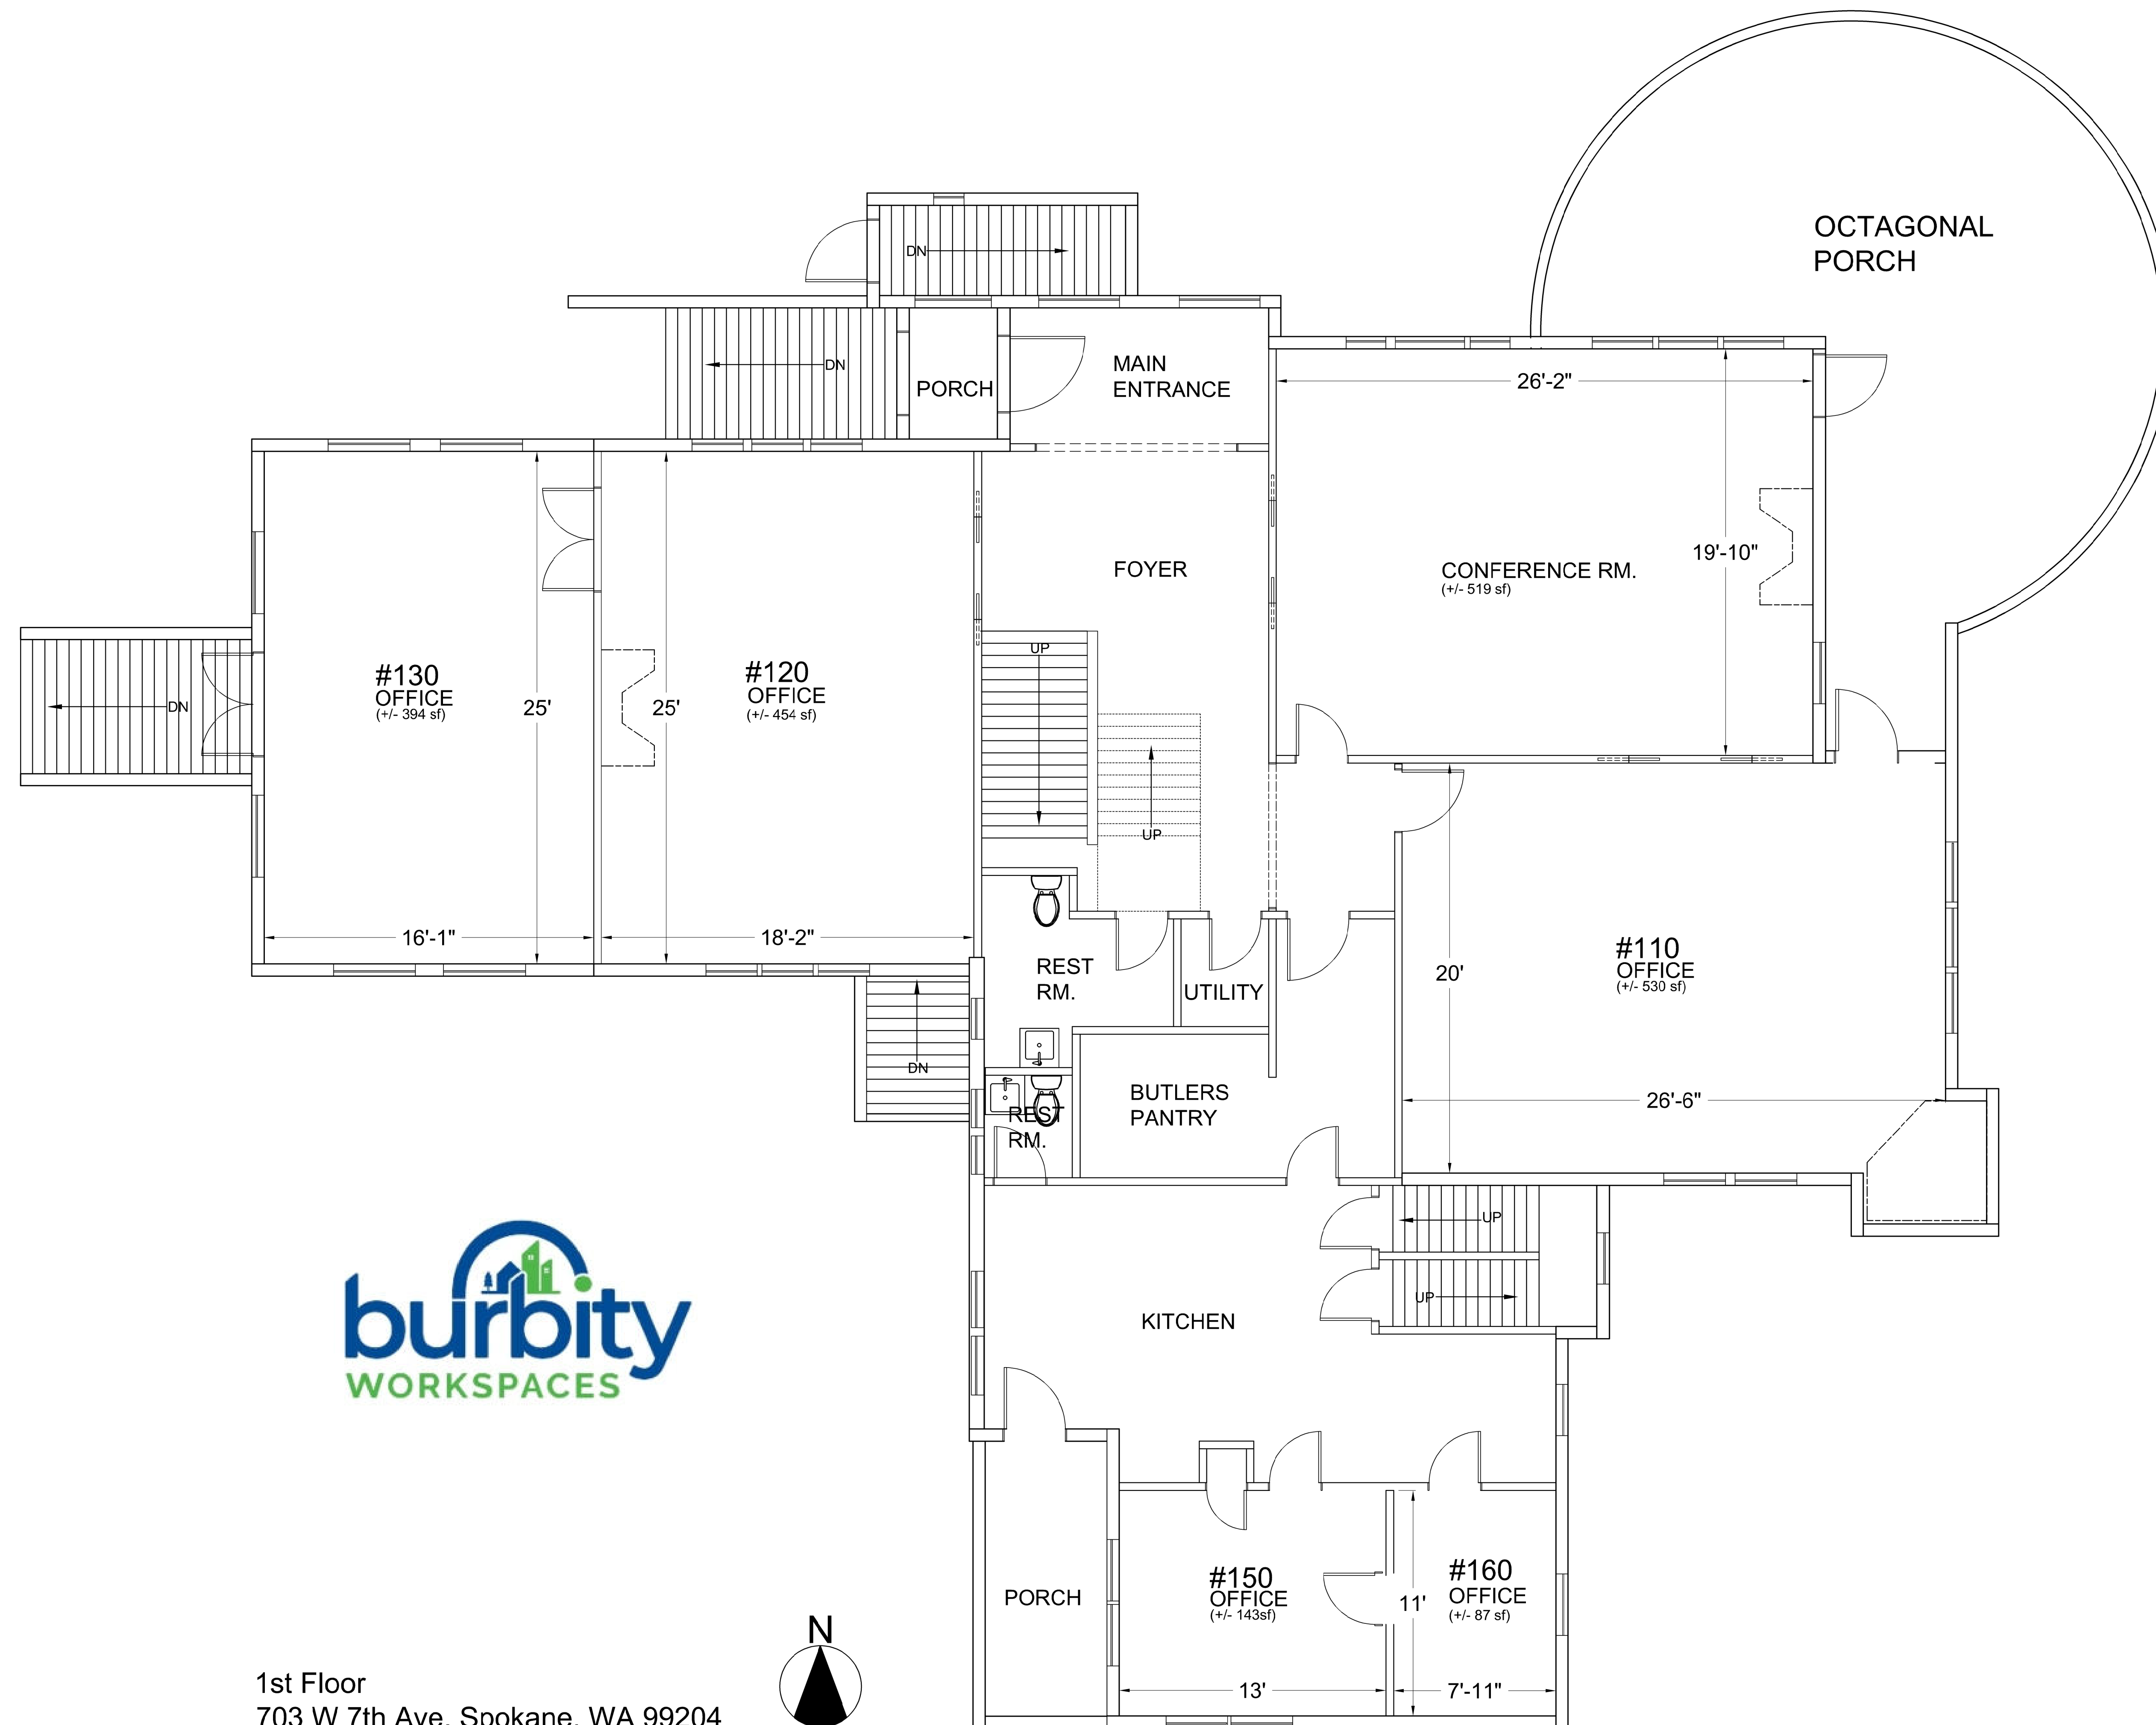 OCTAGONAL
PORCH
DN
DN
PORCH
MAIN
ENTRANCE
26'-2"
19'-10"
CONFERENCE RM.
(+/- 519 sf)
FOYER
UP
UP
#130
OFFICE
(+/- 394 sf)
25'
16'-1"
DN
#120
OFFICE
(+/- 454 sf)
25'
18'-2"
REST
RM.
UTILITY
#110
OFFICE
(+/- 530 sf)
20'
26'-6"
DN
REST
RM.
BUTLERS
PANTRY
UP
UP
KITCHEN
burbity
WORKSPACES
PORCH
#150
OFFICE
(+/- 143sf)
13'
#160
OFFICE
(+/- 87 sf)
11'
7'-11"
N
1st Floor
703 W 7th Ave, Spokane, WA 99204